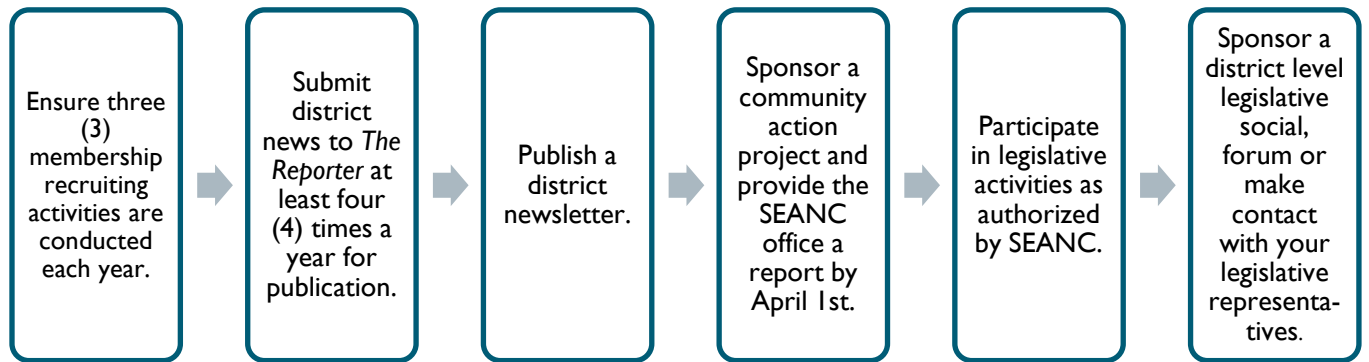 Ensure three
(3)
membership
recruiting
activities are
conducted
each year.
Submit
district
news to The
Reporter at
least four
(4) times a
year for
publication.
Publish a
district
newsletter.
Sponsor a
community
action
project and
provide the
SEANC
office a
report by
April 1st.
Participate
in legislative
activities as
authorized
by SEANC.
Sponsor a
district level
legislative
social,
forum or
make
contact
with your
legislative
representa-
tives.